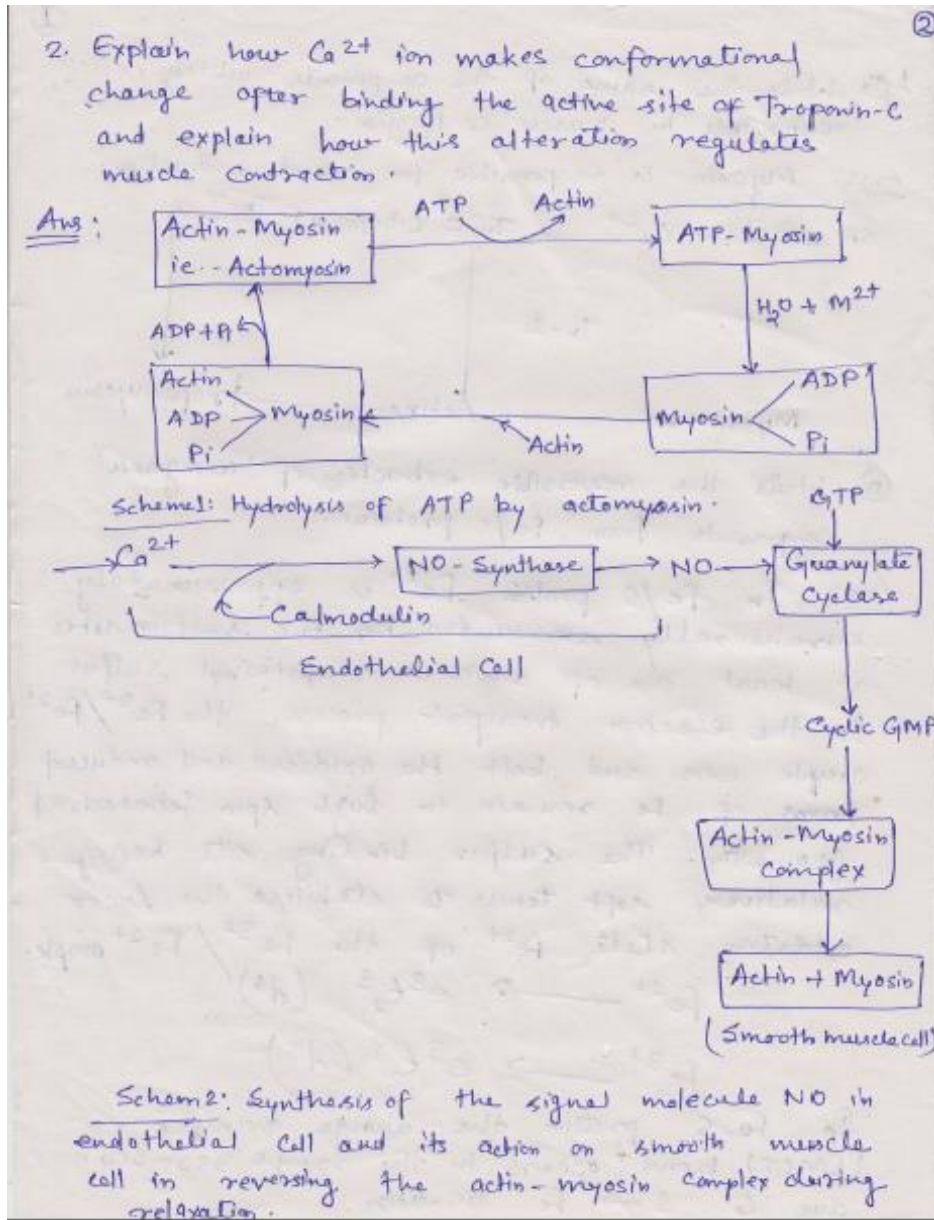 ②
2. Explain how Ca²⁺ ion makes conformational
change after binding the active site of Troponin-C
and explain how this alteration regulates
muscle contraction.
Ans:
Actin-Myosin
ie.- Actomyosin
ATP
Actin
ATP-Myosin
H₂O + M²⁺
ADP+Pi
Actin
ADP
Pi
Myosin
Actin
Myosin
ADP
Pi
Scheme1: Hydrolysis of ATP by actomyosin.
GTP
Ca²⁺
NO-Synthase
NO
Guanylate
Cyclase
Calmodulin
Endothelial Cell
Cyclic GMP
Actin-Myosin
Complex
Actin + Myosin
(Smooth muscle cell)
Schem2: Synthesis of the signal molecule NO in
endothelial cell and its action on smooth muscle
cell in reversing the actin-myosin complex during
relaxation.